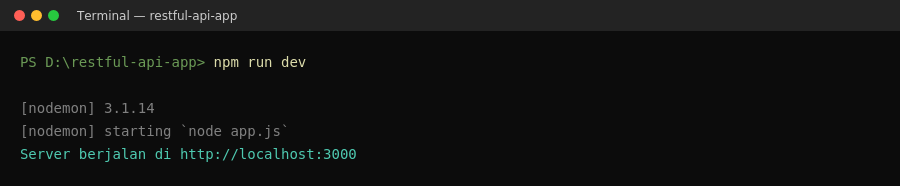 Terminal — restful-api-app
PS D:\restful-api-app> npm run dev
[nodemon] 3.1.14
[nodemon] starting `node app.js`
Server berjalan di http://localhost:3000